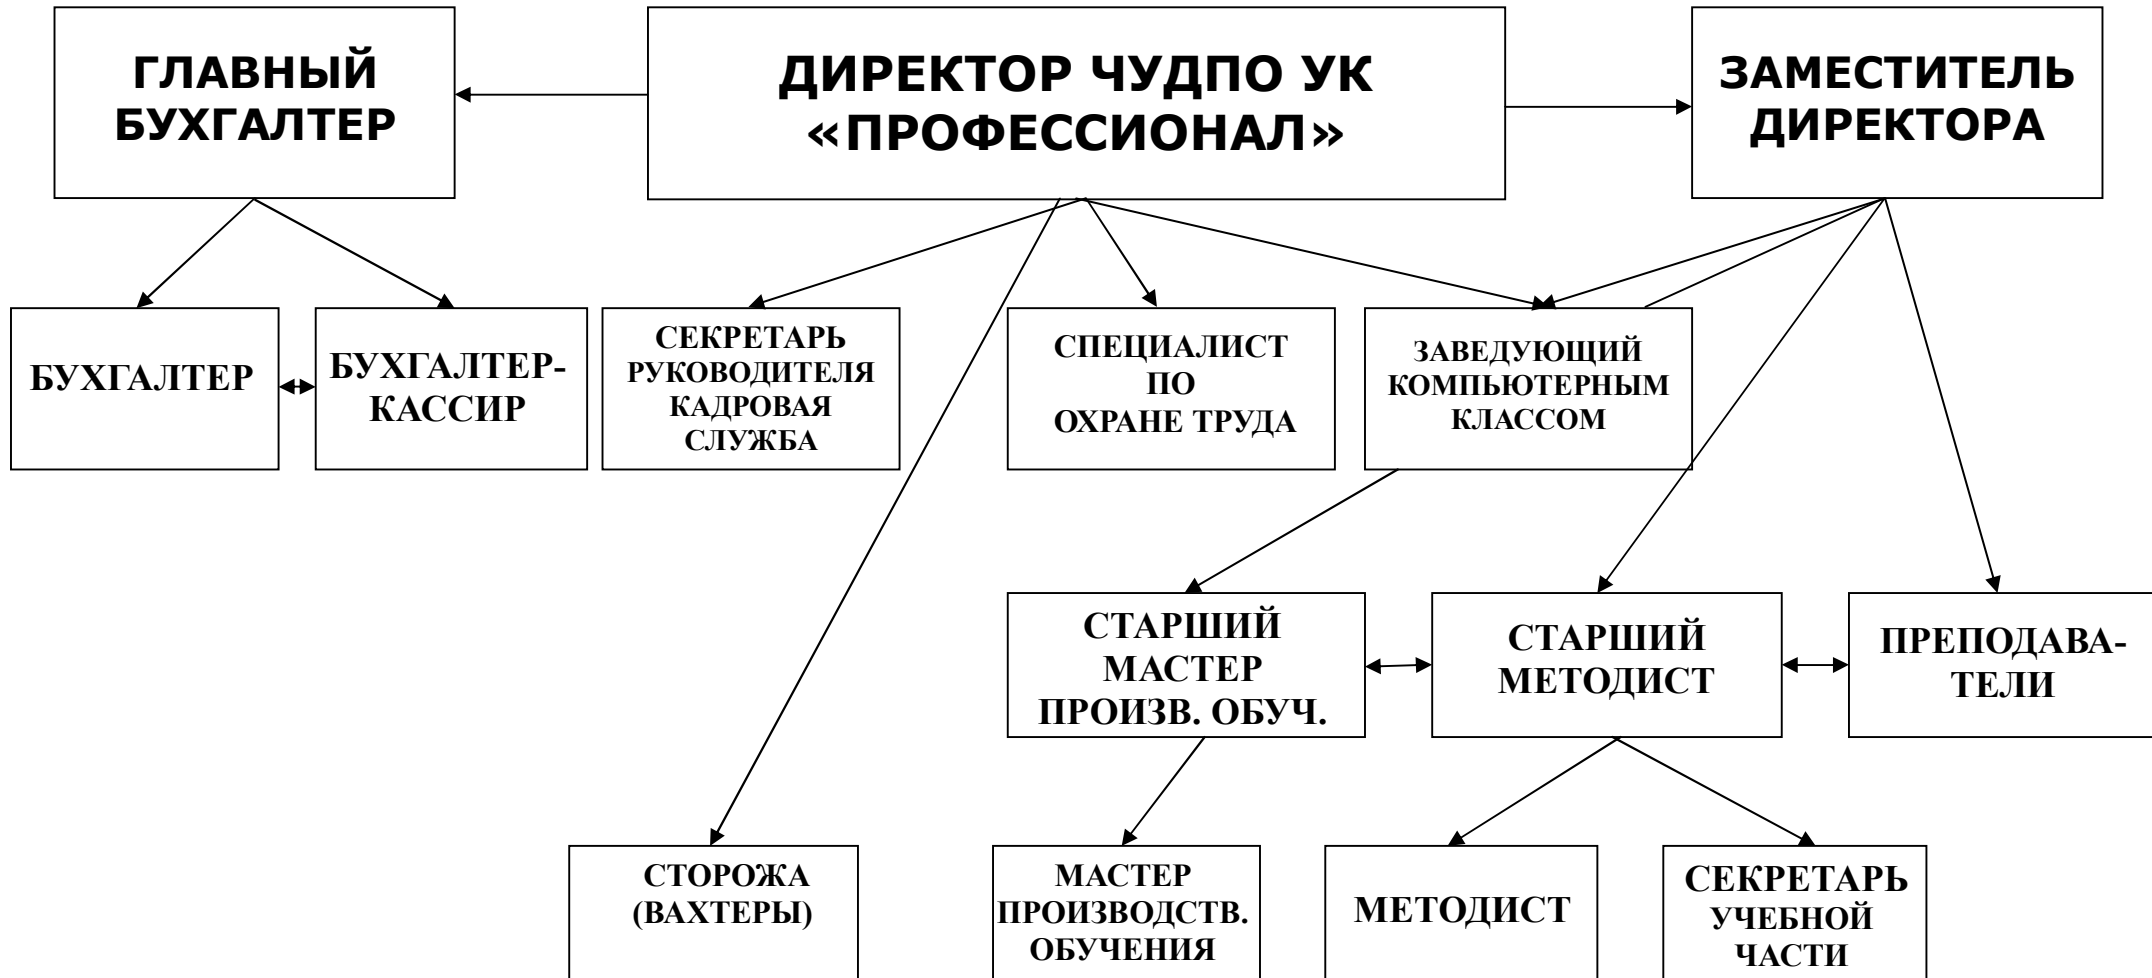 ГЛАВНЫЙ
БУХГАЛТЕР
ДИРЕКТОР ЧУДПО УК
«ПРОФЕССИОНАЛ»
ЗАМЕСТИТЕЛЬ
ДИРЕКТОРА
БУХГАЛТЕР
БУХГАЛТЕР-
КАССИР
СЕКРЕТАРЬ
РУКОВОДИТЕЛЯ
КАДРОВАЯ
СЛУЖБА
СПЕЦИАЛИСТ
ПО
ОХРАНЕ ТРУДА
ЗАВЕДУЮЩИЙ
КОМПЬЮТЕРНЫМ
КЛАССОМ
СТАРШИЙ
МАСТЕР
ПРОИЗВ. ОБУЧ.
СТАРШИЙ
МЕТОДИСТ
ПРЕПОДАВА-
ТЕЛИ
СТОРОЖА
(ВАХТЕРЫ)
МАСТЕР
ПРОИЗВОДСТВ.
ОБУЧЕНИЯ
МЕТОДИСТ
СЕКРЕТАРЬ
УЧЕБНОЙ
ЧАСТИ